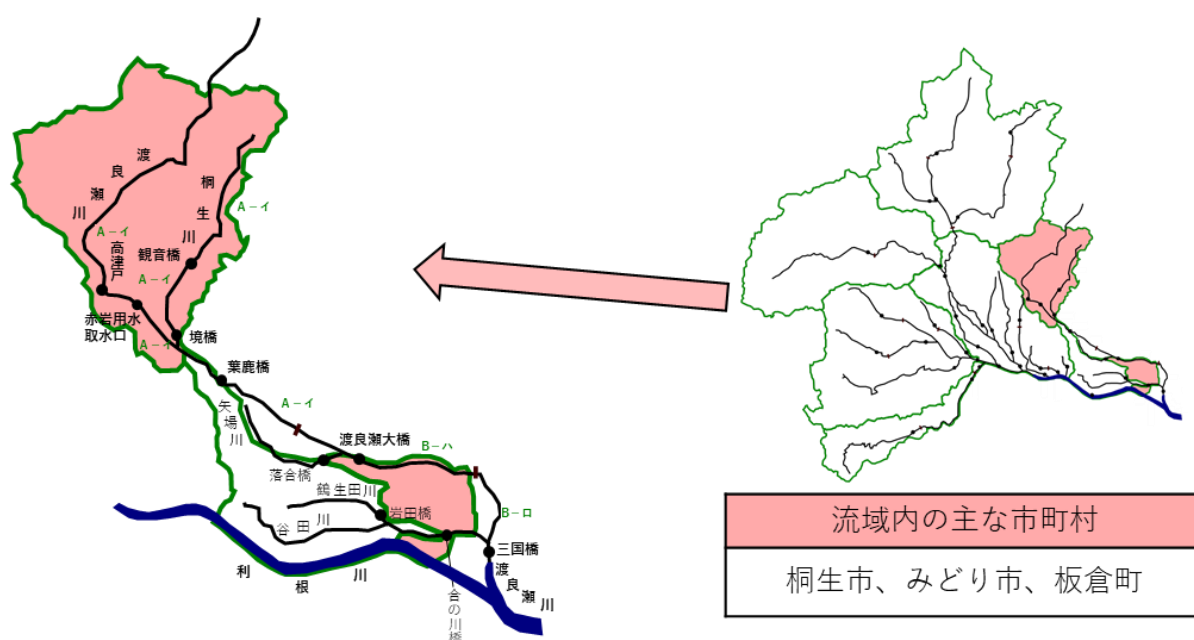 渡良瀬川
桐生川
A－イ
A－イ
高津戸
観音橋
A－イ
赤岩用水
取水口
A－イ
境橋
葉鹿橋
矢場川
A－イ
渡良瀬大橋
B－ハ
落合橋
鶴生田川
谷田川
岩田橋
B－ロ
三国橋
利根川
合の川橋
渡良瀬川
流域内の主な市町村
桐生市、みどり市、板倉町